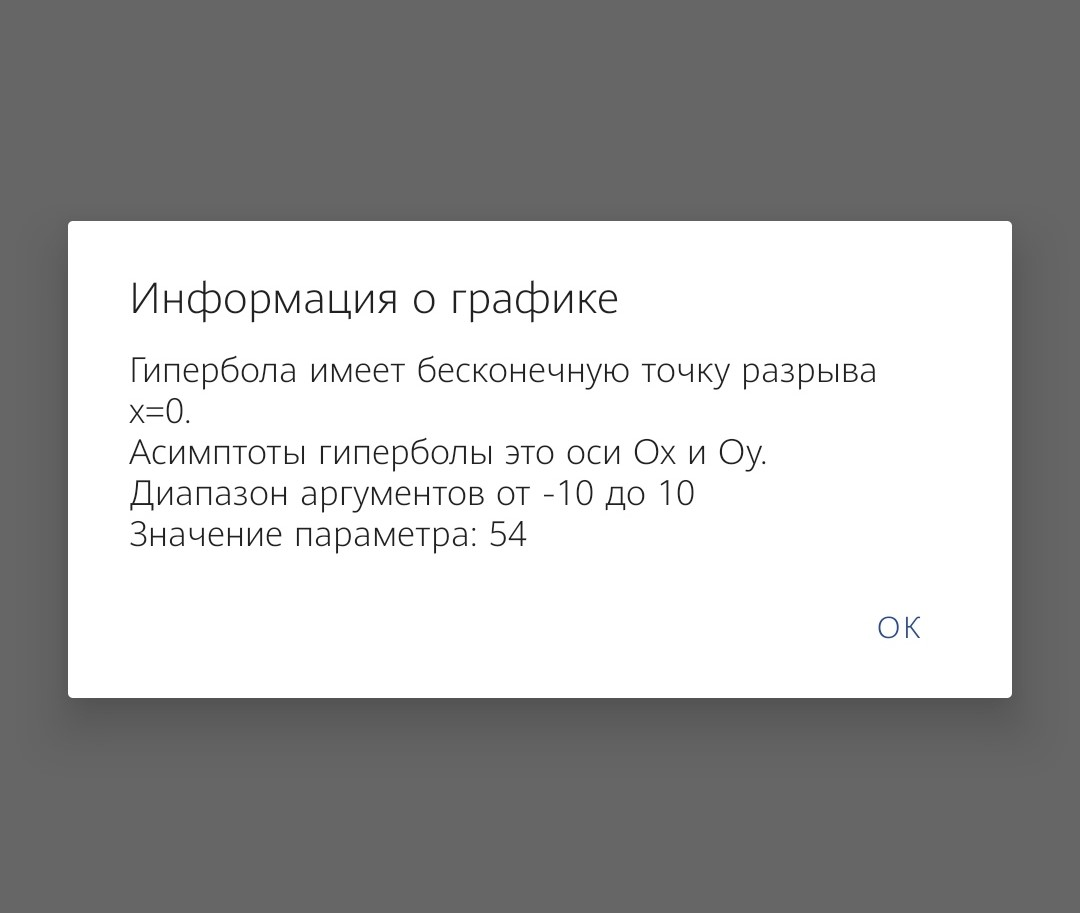 Информация о графике
Гипербола имеет бесконечную точку разрыва
x=0.
Асимптоты гиперболы это оси Ox и Oy.
Диапазон аргументов от -10 до 10
Значение параметра: 54
ОК